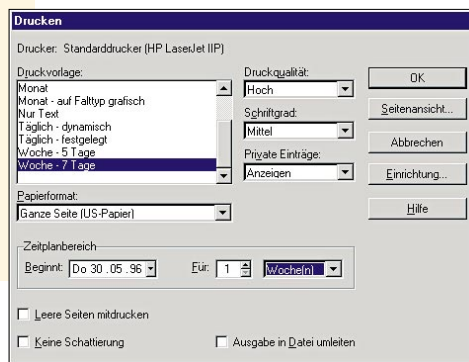 Drucken
Drucker: Standarddrucker (HP LaserJet IIP)
Druckvorlage:
Monat
Monat - auf Falttyp grafisch
Nur Text
Täglich - dynamisch
Täglich - festgelegt
Woche - 5 Tage
Woche - 7 Tage
Papierformat:
Ganze Seite (US-Papier)
Druckqualität:
Hoch
Schriftgrad:
Mittel
Private Einträge:
Anzeigen
OK
Seitenansicht...
Abbrechen
Einrichtung...
Hilfe
Zeitplanbereich
Beginnt: Do 30 .05 .96 Für: 1 Woche(n)
Leere Seiten mitdrucken
Keine Schattierung Ausgabe in Datei umleiten